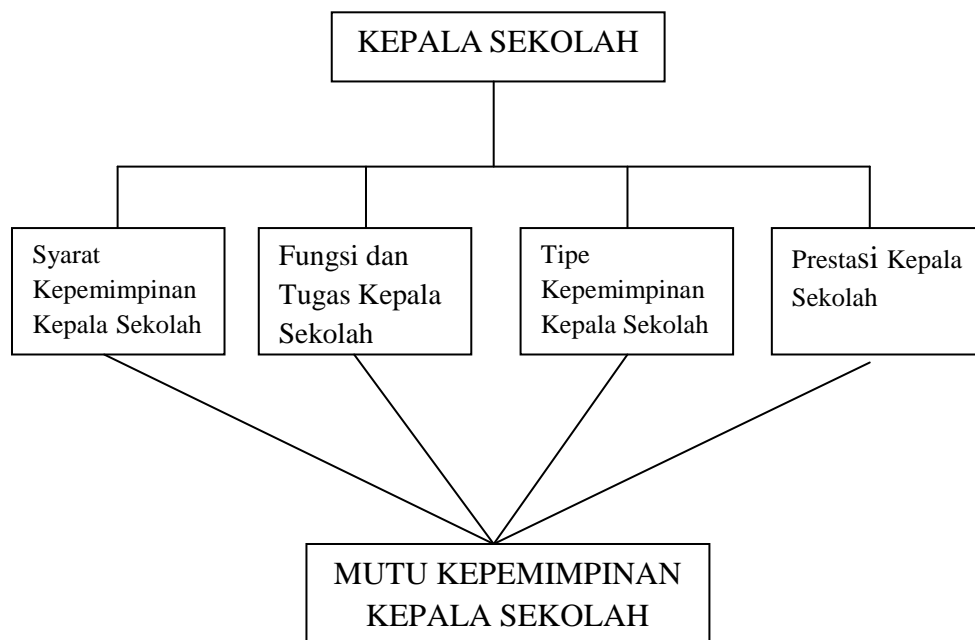 KEPALA SEKOLAH
Syarat
Kepemimpinan
Kepala Sekolah
Fungsi dan
Tugas Kepala
Sekolah
Tipe
Kepemimpinan
Kepala Sekolah
Prestasi Kepala
Sekolah
MUTU KEPEMIMPINAN
KEPALA SEKOLAH